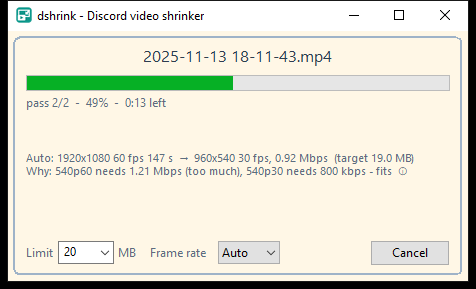 dshrink - Discord video shrinker
2025-11-13 18-11-43.mp4
pass 2/2 - 49% - 0:13 left
Auto: 1920x1080 60 fps 147 s → 960x540 30 fps, 0.92 Mbps (target 19.0 MB)
Why: 540p60 needs 1.21 Mbps (too much), 540p30 needs 800 kbps - fits ⓘ
Limit 20 MB Frame rate Auto Cancel